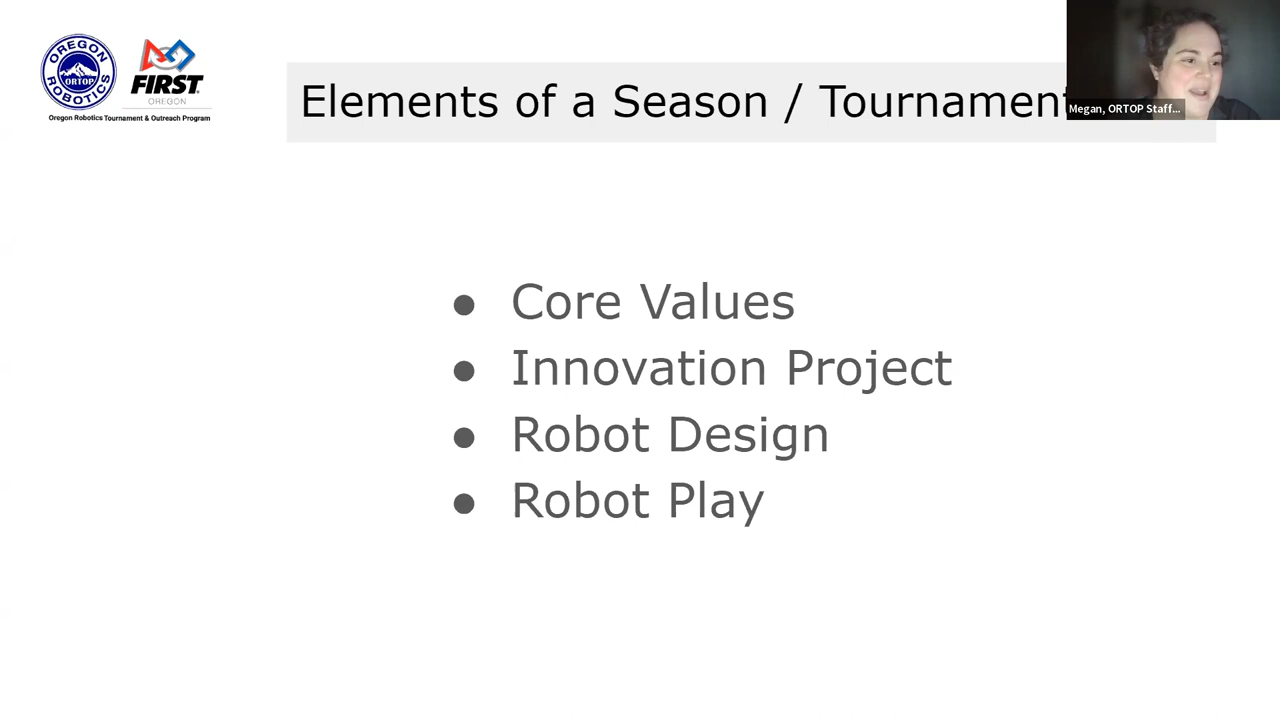 OREGON ROBOTICS
ORTOP
FIRST
OREGON
Oregon Robotics Tournament & Outreach Program
Elements of a Season / Tournament
Megan, ORTOP Staff...
● Core Values
● Innovation Project
● Robot Design
● Robot Play